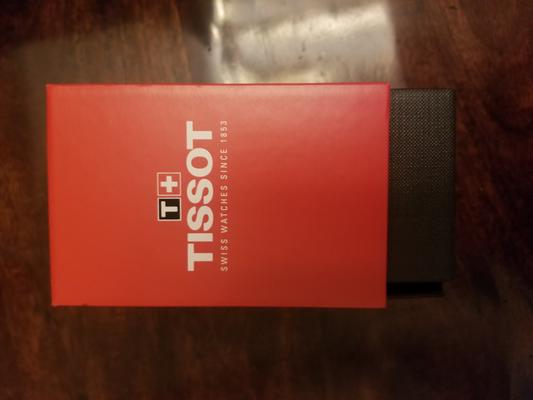 T+
TISSOT
SWISS WATCHES SINCE 1853